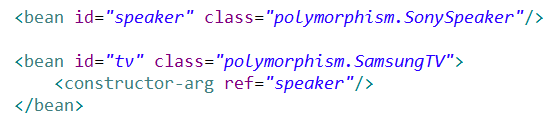 <bean id="speaker" class="polymorphism.SonySpeaker"/>
<bean id="tv" class="polymorphism.SamsungTV">
<constructor-arg ref="speaker"/>
</bean>